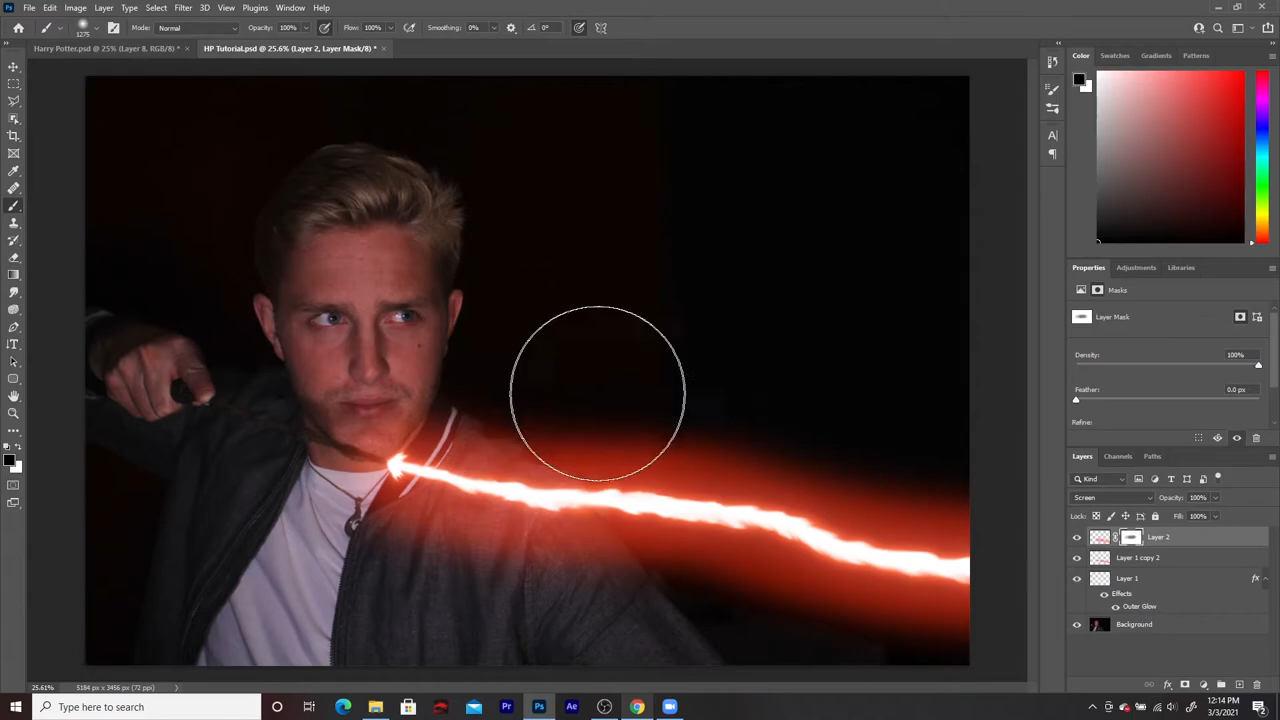 File Edit Image Layer Type Select Filter 3D View Plugins Window Help
1275 Mode: Normal Opacity: 100% Flow: 100% Smoothing: 0% 0°
Harry Potter.psd @ 25% (Layer 8, RGB/8) * HP Tutorial.psd @ 25.6% (Layer 2, Layer Mask/8) *
Color Swatches Gradients Patterns
Properties Adjustments Libraries
Masks
Layer Mask
Density: 100%
Feather: 0.0 px
Refine:
Layers Channels Paths
Kind
Screen Opacity: 100%
Lock: Fill: 100%
Layer 2
Layer 1 copy 2
Layer 1 fx
Effects
Outer Glow
Background
25.61% 5184 px x 3456 px (72 ppi)
Type here to search
12:14 PM
3/3/2021